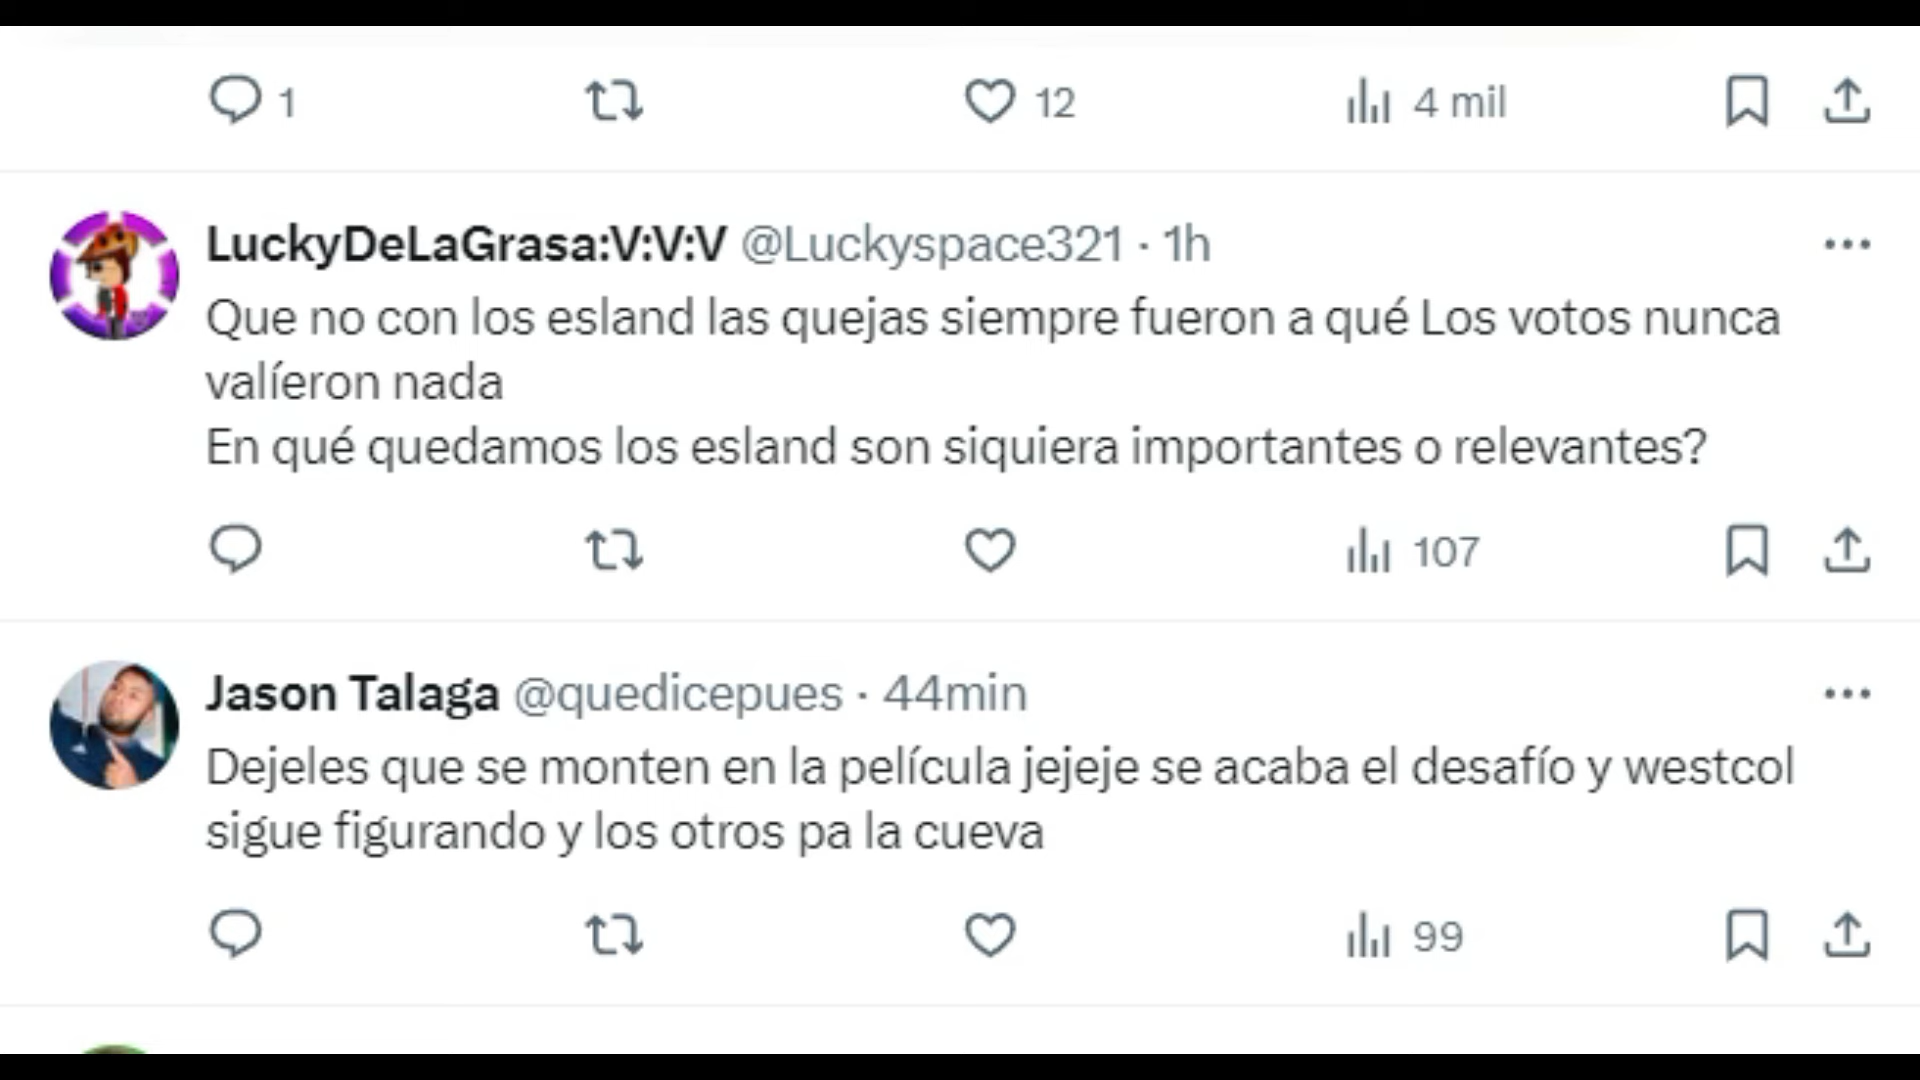 1 12 4 mil
LuckyDeLaGrasa:V:V:V @Luckyspace321 · 1h
Que no con los esland las quejas siempre fueron a qué Los votos nunca
valíeron nada
En qué quedamos los esland son siquiera importantes o relevantes?
107
Jason Talaga @quedicepues · 44min
Dejeles que se monten en la película jejeje se acaba el desafío y westcol
sigue figurando y los otros pa la cueva
99